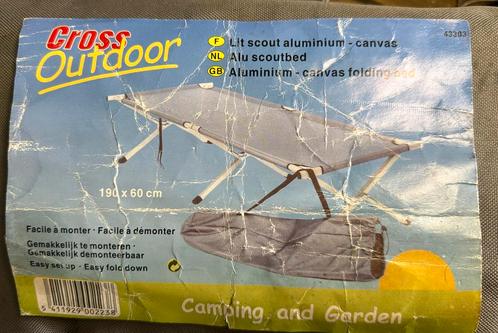 Cross
Outdoor
43303
F Lit scout aluminium - canvas
NL Alu scoutbed
GB Aluminium - canvas folding bed
190 x 60 cm
Facile à monter · Facile à démonter
Gemakkelijk te monteren ·
Gemakkelijk demonteerbaar
Easy set up · Easy fold down
5 411929 002238
Camping and Garden